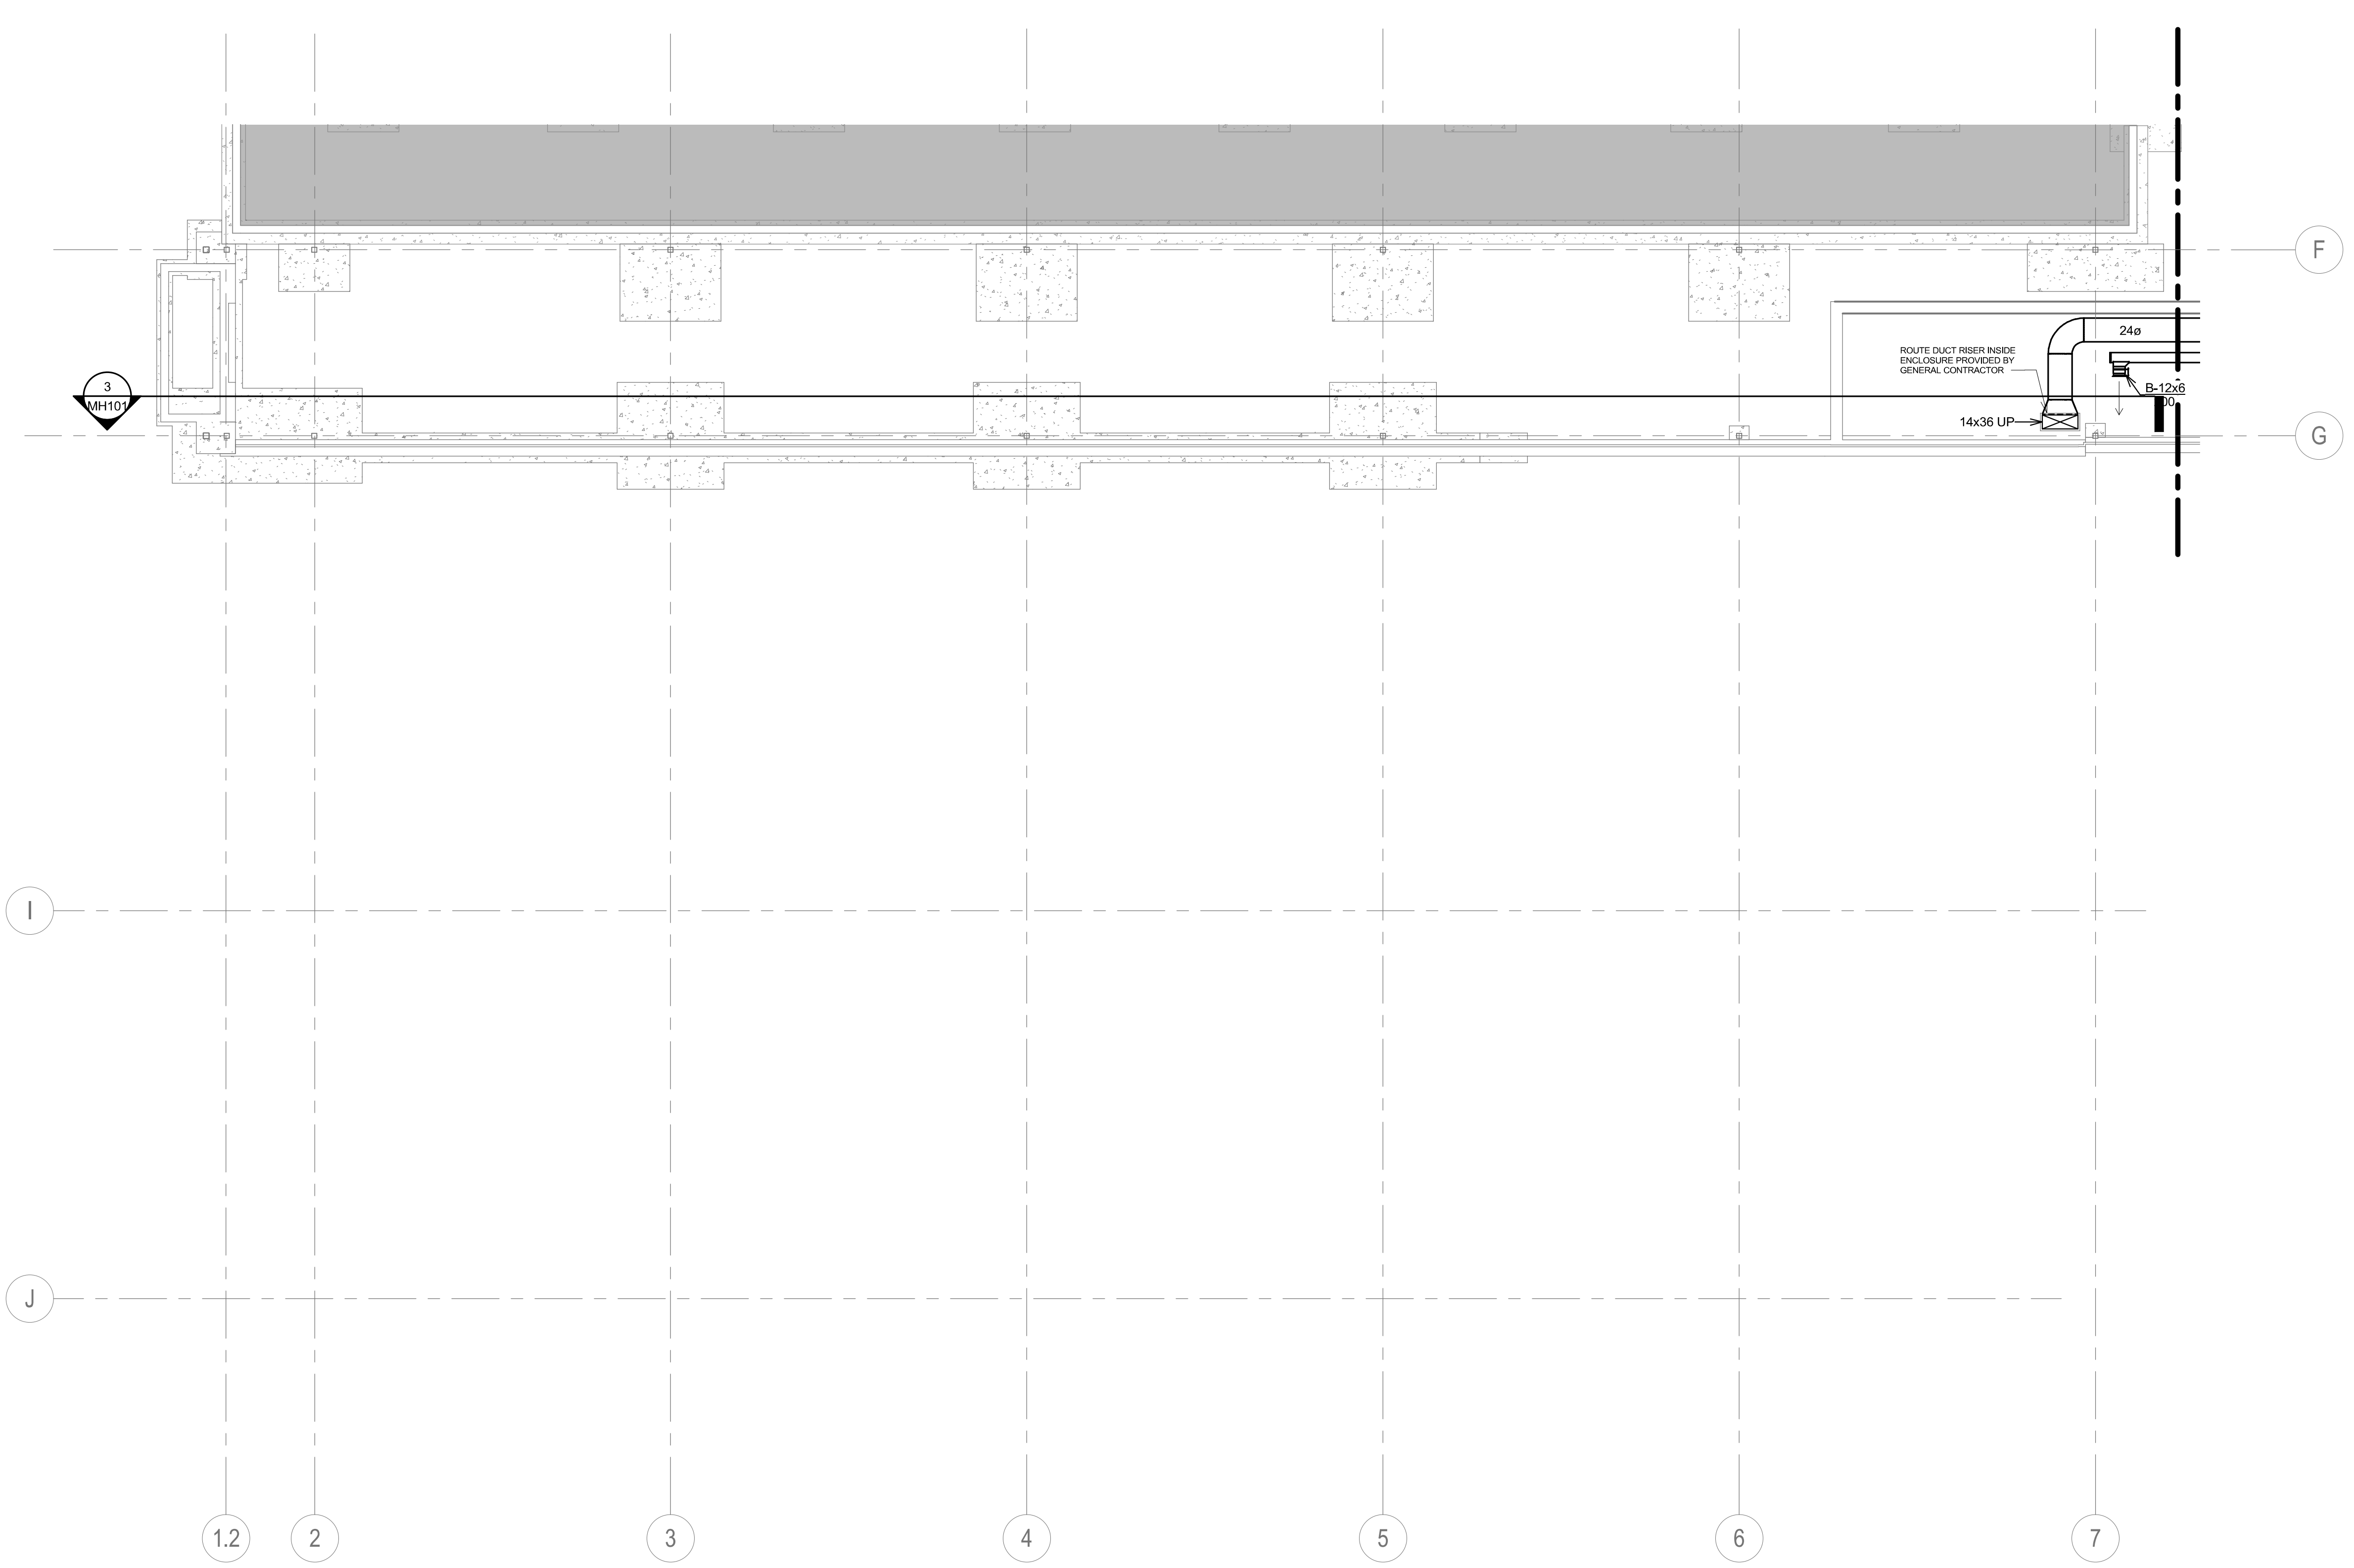 F
24ø
ROUTE DUCT RISER INSIDE
ENCLOSURE PROVIDED BY
GENERAL CONTRACTOR
B-12x6
3
MH101
14x36 UP
G
I
J
1.2
2
3
4
5
6
7